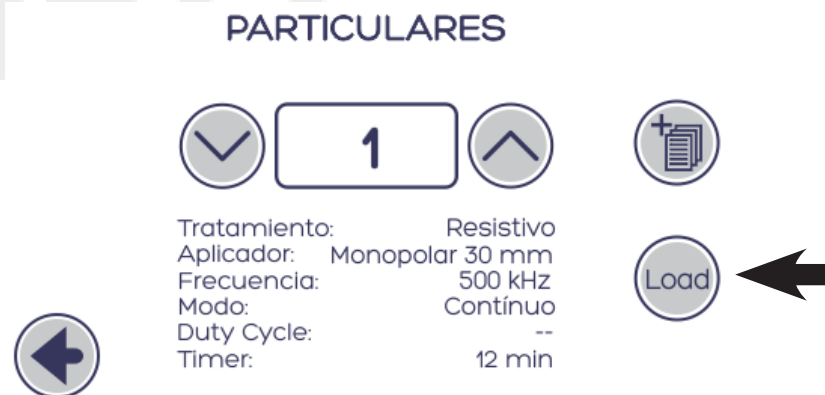 PARTICULARES
1
Tratamiento: Resistivo
Aplicador: Monopolar 30 mm
Frecuencia: 500 kHz
Modo: Contínuo
Duty Cycle: --
Timer: 12 min
Load